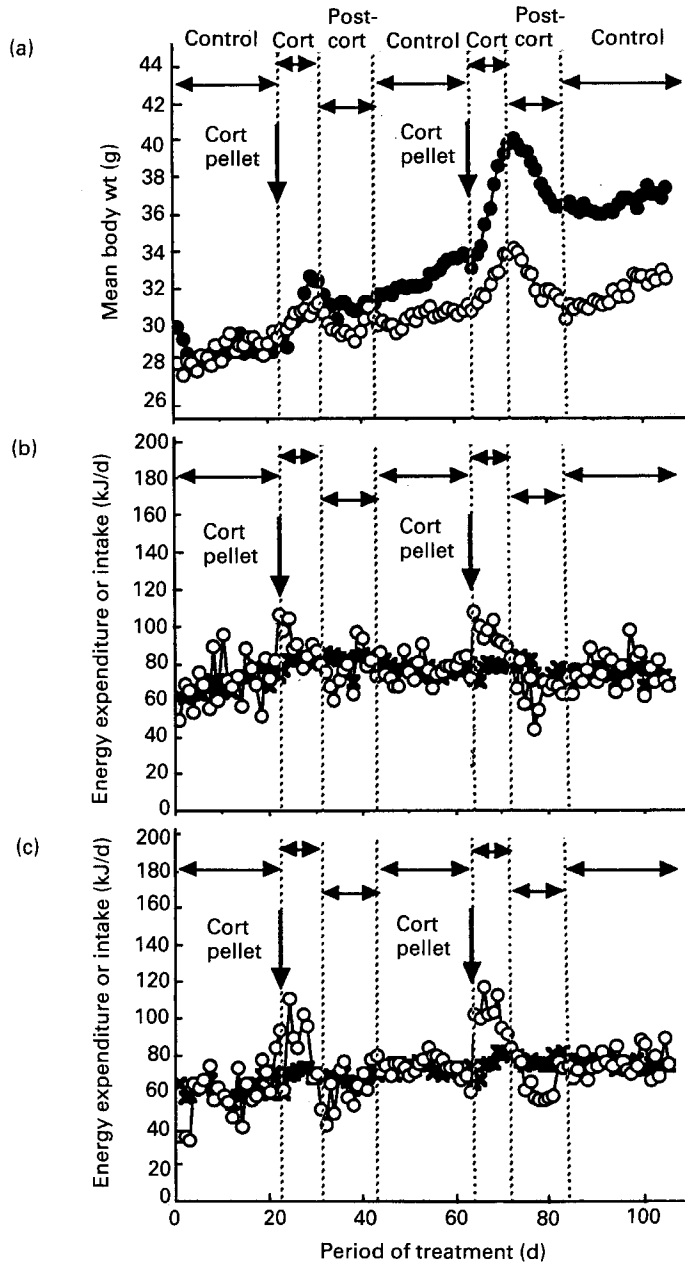 (a)
Control
Cort
Post-
cort
Control
Cort
Post-
cort
Control
Cort
pellet
Cort
pellet
Mean body wt (g)
44
42
40
38
36
34
32
30
28
26
(b)
Energy expenditure or intake (kJ/d)
200
180
160
140
120
100
80
60
40
20
0
Cort
pellet
Cort
pellet
(c)
Energy expenditure or intake (kJ/d)
200
180
160
140
120
100
80
60
40
20
0
Cort
pellet
Cort
pellet
0
20
40
60
80
100
Period of treatment (d)